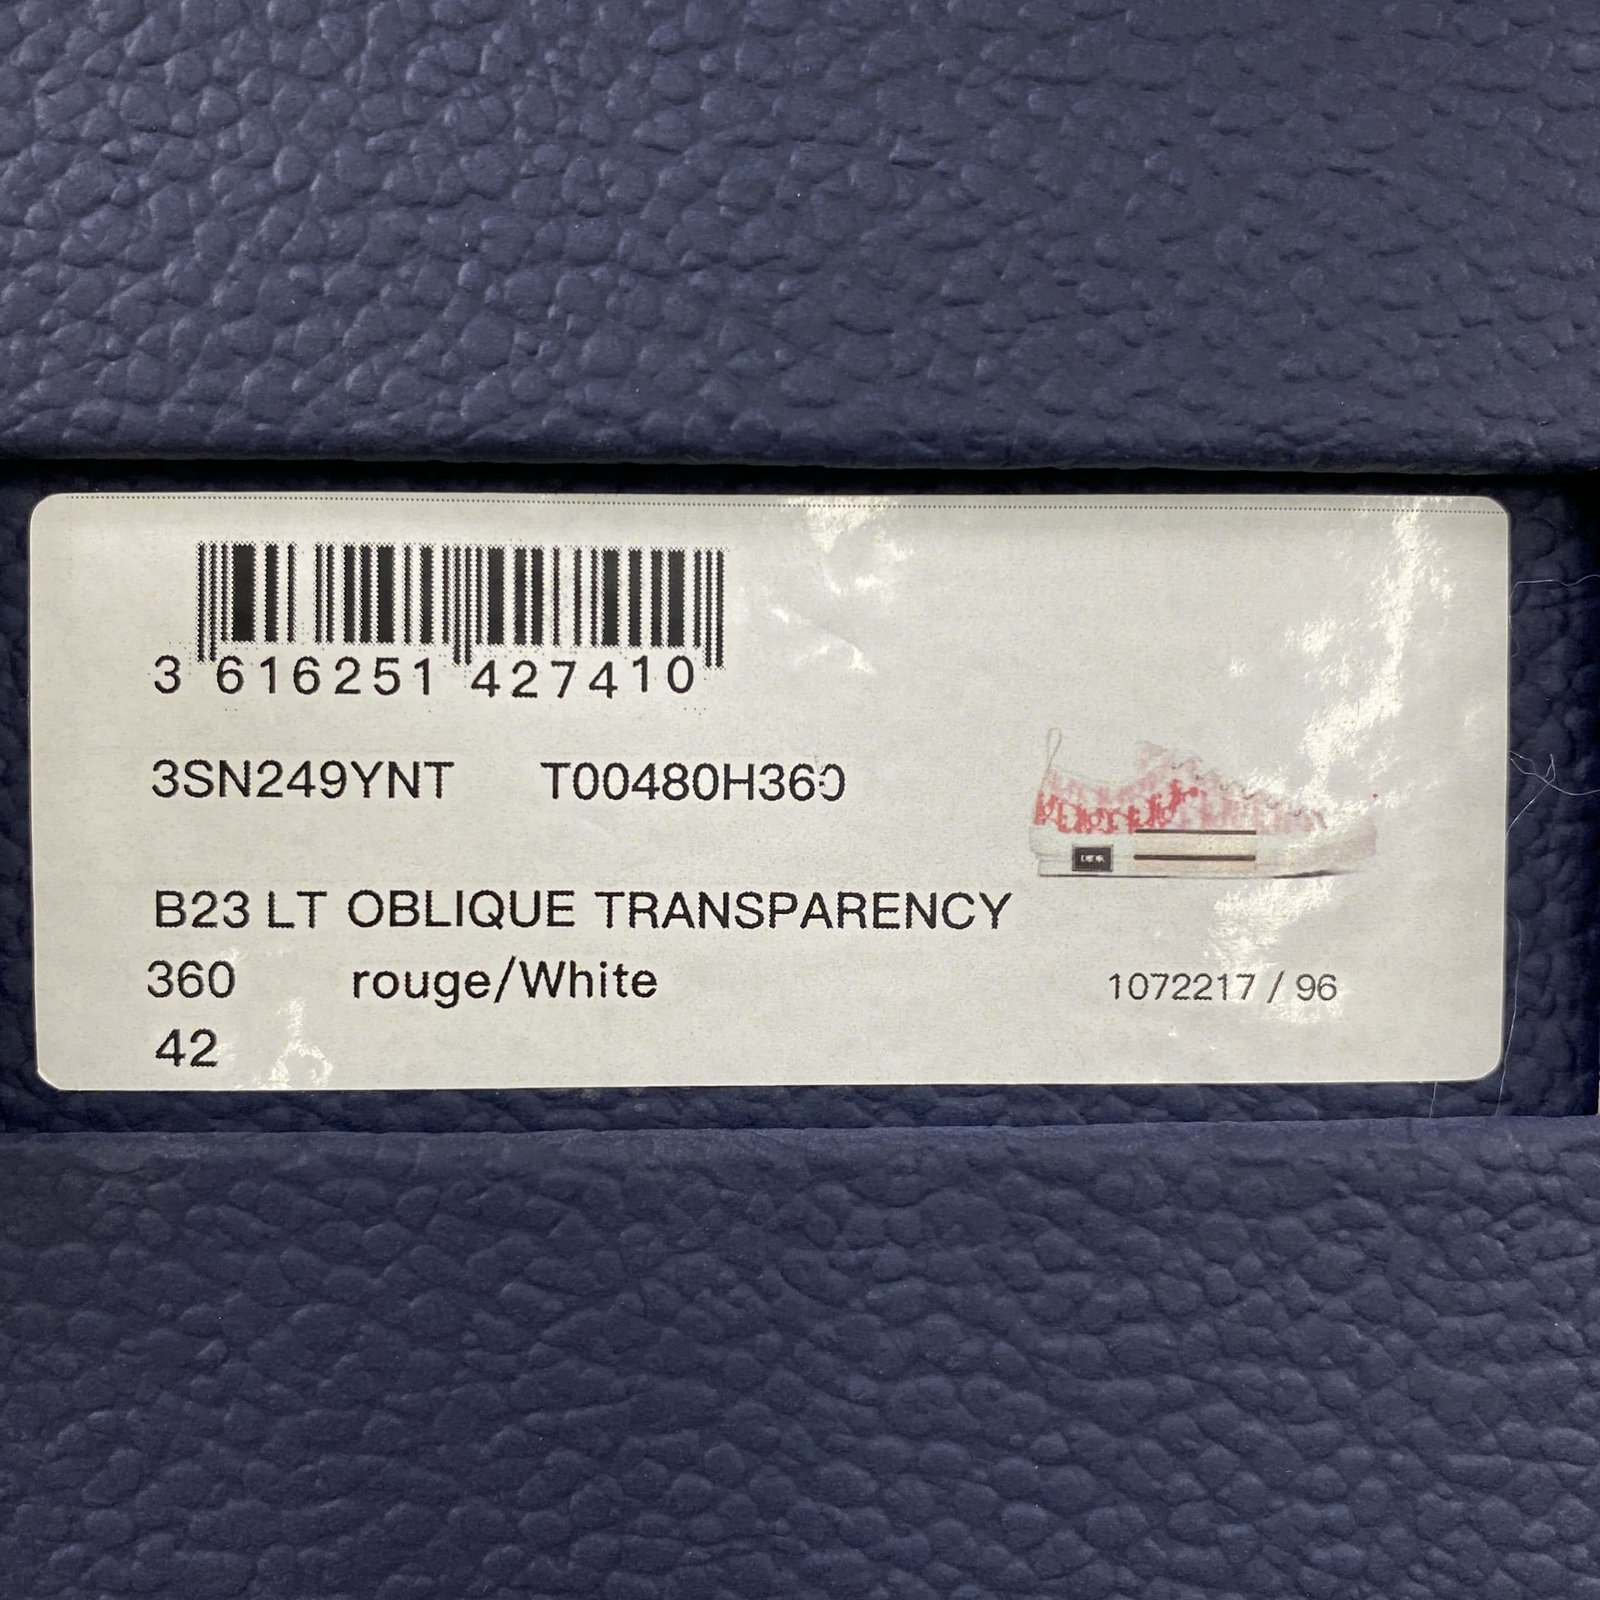 3 616251 427410
3SN249YNT T00480H360
B23 LT OBLIQUE TRANSPARENCY
360 rouge/White
1072217 / 96
42